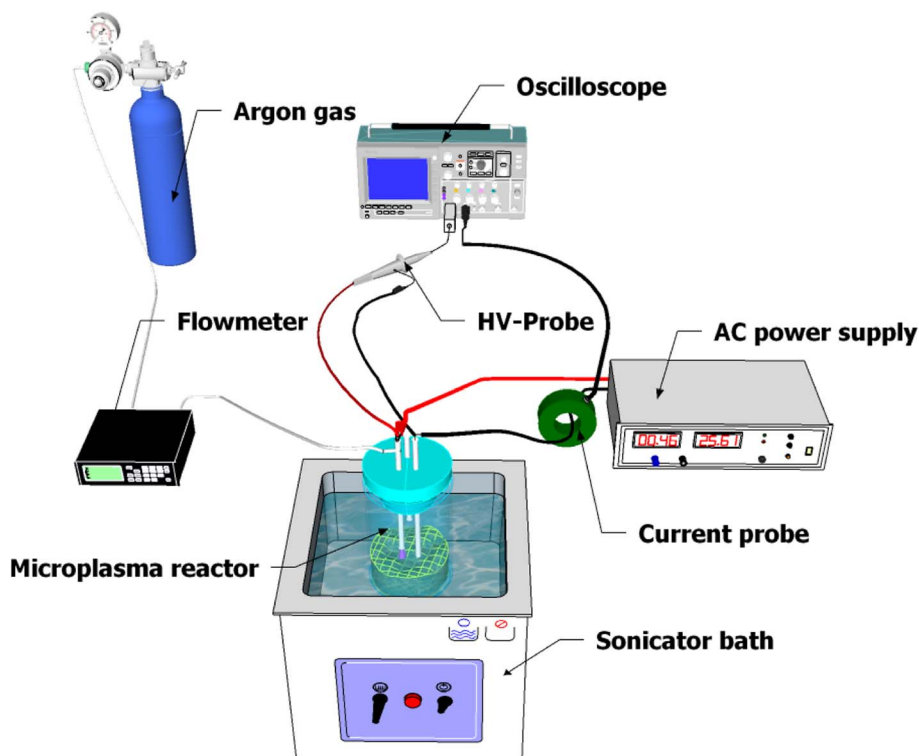 Oscilloscope
Argon gas
Flowmeter
HV-Probe
AC power supply
00.46 25.61
Current probe
Microplasma reactor
Sonicator bath